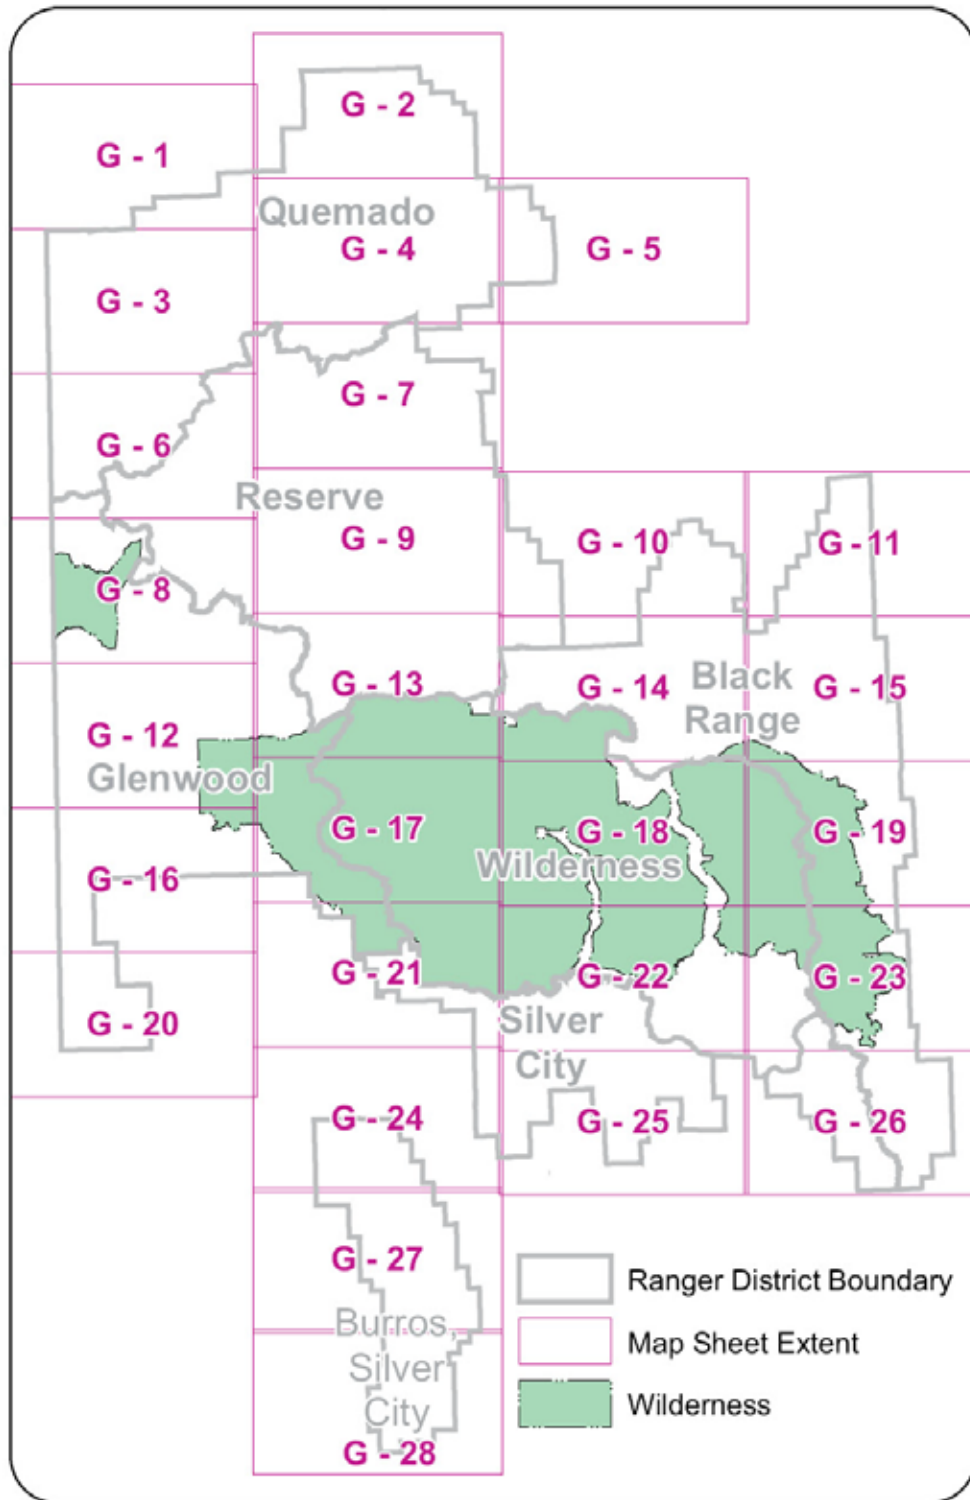 G - 2
G - 1
Quemado
G - 4
G - 5
G - 3
G - 7
G - 6
Reserve
G - 9
G - 10
G - 11
G - 8
G - 13
G - 14
Black
Range
G - 15
G - 12
Glenwood
G - 17
G - 18
G - 19
Wilderness
G - 16
G - 21
G - 22
G - 23
G - 20
Silver
City
G - 24
G - 25
G - 26
G - 27
Burros,
Silver
City
G - 28
Ranger District Boundary
Map Sheet Extent
Wilderness